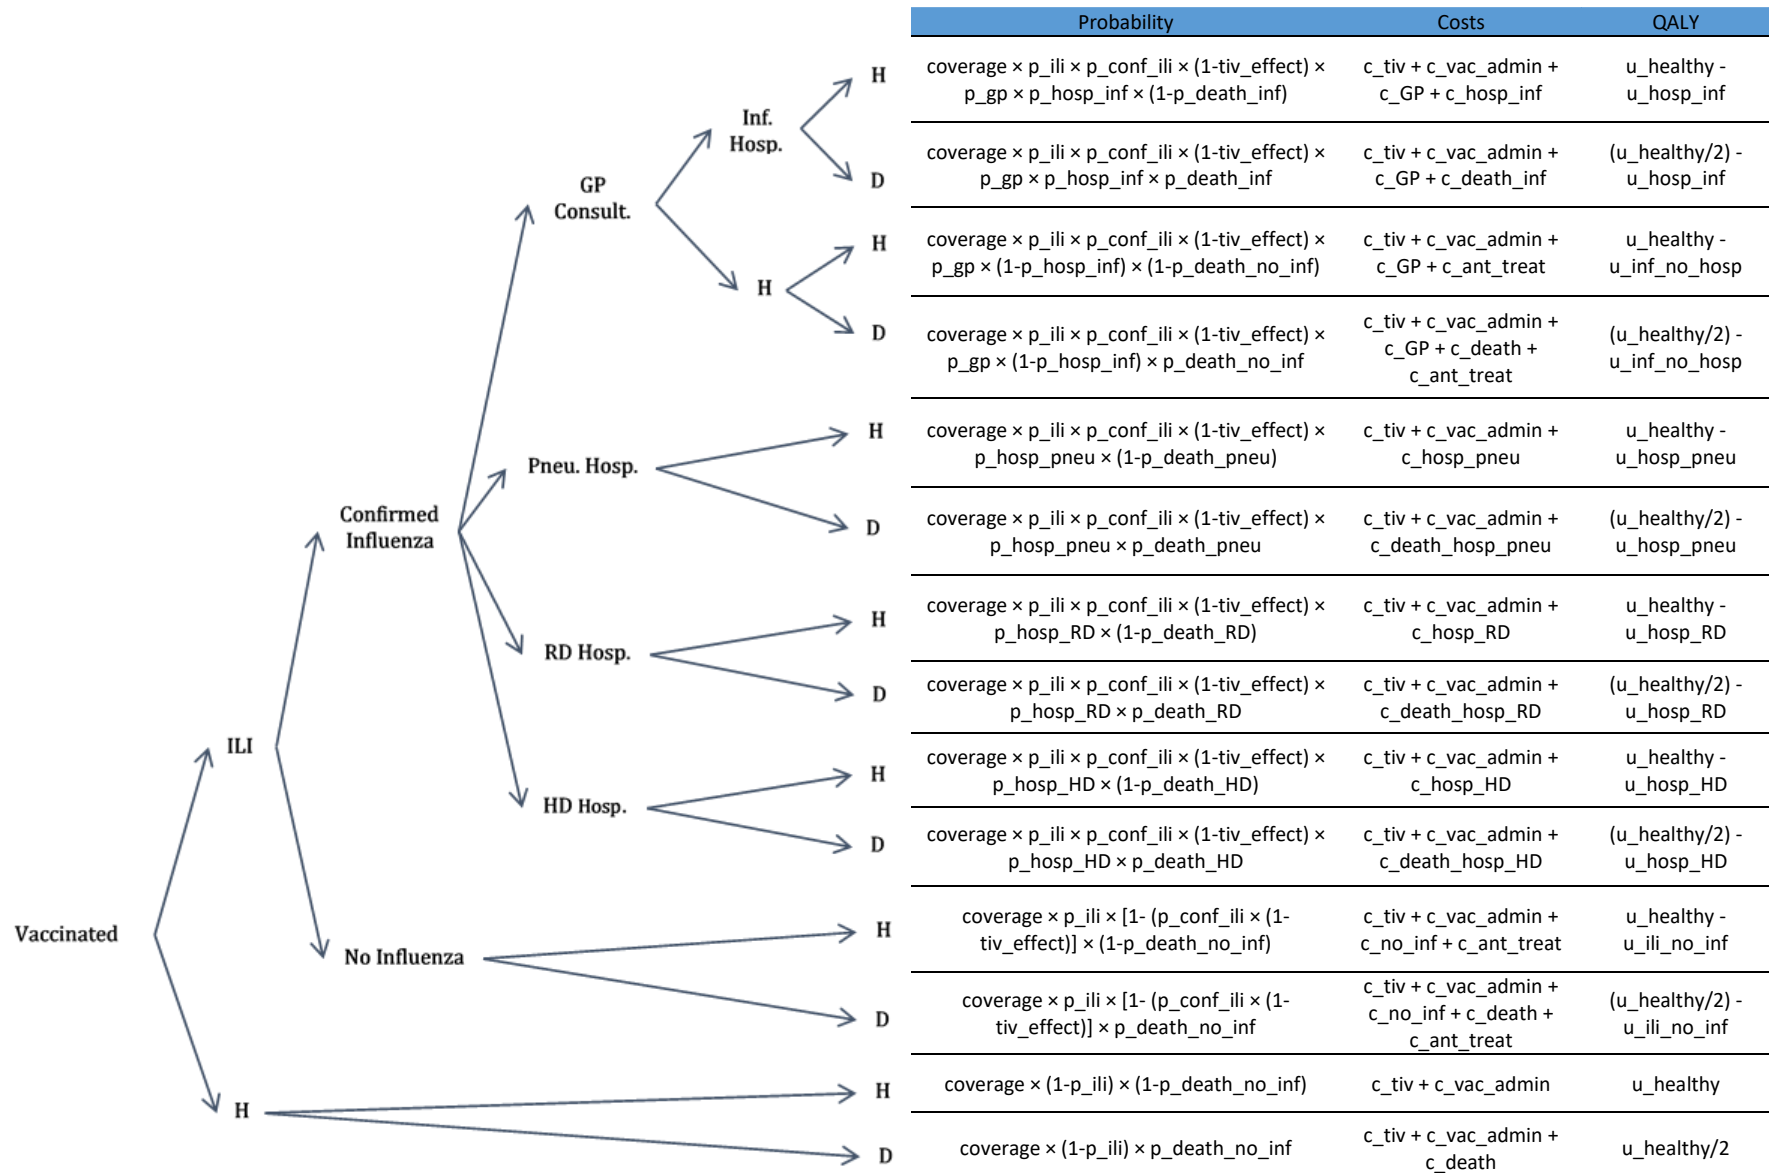 Probability Costs QALY
H
coverage × p_ili × p_conf_ili × (1-tiv_effect) ×
p_gp × p_hosp_inf × (1-p_death_inf)
c_tiv + c_vac_admin +
c_GP + c_hosp_inf
u_healthy -
u_hosp_inf
Inf.
Hosp.
D
coverage × p_ili × p_conf_ili × (1-tiv_effect) ×
p_gp × p_hosp_inf × p_death_inf
c_tiv + c_vac_admin +
c_GP + c_death_inf
(u_healthy/2) -
u_hosp_inf
GP
Consult.
H
coverage × p_ili × p_conf_ili × (1-tiv_effect) ×
p_gp × (1-p_hosp_inf) × (1-p_death_no_inf)
c_tiv + c_vac_admin +
c_GP + c_ant_treat
u_healthy -
u_inf_no_hosp
H
D
coverage × p_ili × p_conf_ili × (1-tiv_effect) ×
p_gp × (1-p_hosp_inf) × p_death_no_inf
c_tiv + c_vac_admin +
c_GP + c_death +
c_ant_treat
(u_healthy/2) -
u_inf_no_hosp
H
coverage × p_ili × p_conf_ili × (1-tiv_effect) ×
p_hosp_pneu × (1-p_death_pneu)
c_tiv + c_vac_admin +
c_hosp_pneu
u_healthy -
u_hosp_pneu
Pneu. Hosp.
Confirmed
Influenza
D
coverage × p_ili × p_conf_ili × (1-tiv_effect) ×
p_hosp_pneu × p_death_pneu
c_tiv + c_vac_admin +
c_death_hosp_pneu
(u_healthy/2) -
u_hosp_pneu
H
coverage × p_ili × p_conf_ili × (1-tiv_effect) ×
p_hosp_RD × (1-p_death_RD)
c_tiv + c_vac_admin +
c_hosp_RD
u_healthy -
u_hosp_RD
RD Hosp.
D
coverage × p_ili × p_conf_ili × (1-tiv_effect) ×
p_hosp_RD × p_death_RD
c_tiv + c_vac_admin +
c_death_hosp_RD
(u_healthy/2) -
u_hosp_RD
ILI
H
coverage × p_ili × p_conf_ili × (1-tiv_effect) ×
p_hosp_HD × (1-p_death_HD)
c_tiv + c_vac_admin +
c_hosp_HD
u_healthy -
u_hosp_HD
HD Hosp.
D
coverage × p_ili × p_conf_ili × (1-tiv_effect) ×
p_hosp_HD × p_death_HD
c_tiv + c_vac_admin +
c_death_hosp_HD
(u_healthy/2) -
u_hosp_HD
Vaccinated
H
coverage × p_ili × [1- (p_conf_ili × (1-
tiv_effect)] × (1-p_death_no_inf)
c_tiv + c_vac_admin +
c_no_inf + c_ant_treat
u_healthy -
u_ili_no_inf
No Influenza
D
coverage × p_ili × [1- (p_conf_ili × (1-
tiv_effect)] × p_death_no_inf
c_tiv + c_vac_admin +
c_no_inf + c_death +
c_ant_treat
(u_healthy/2) -
u_ili_no_inf
H
coverage × (1-p_ili) × (1-p_death_no_inf)
c_tiv + c_vac_admin
u_healthy
H
D
coverage × (1-p_ili) × p_death_no_inf
c_tiv + c_vac_admin +
c_death
u_healthy/2